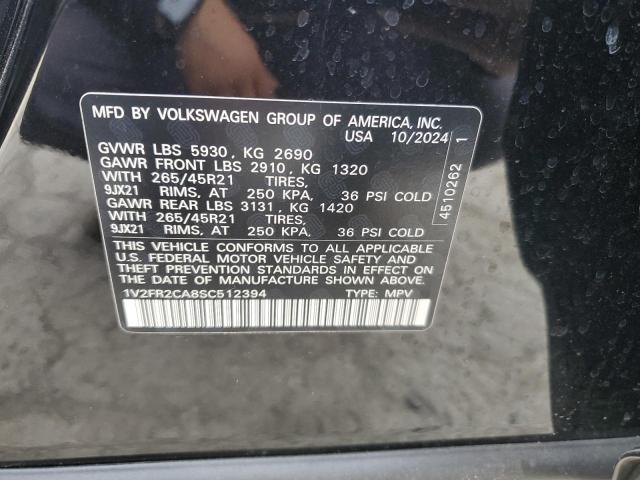 MFD BY VOLKSWAGEN GROUP OF AMERICA, INC.
USA 10/2024
GVWR LBS 5930, KG 2690
GAWR FRONT LBS 2910, KG 1320
WITH 265/45R21 TIRES,
9JX21 RIMS, AT 250 KPA, 36 PSI COLD
GAWR REAR LBS 3131, KG 1420
WITH 265/45R21 TIRES,
9JX21 RIMS, AT 250 KPA, 36 PSI COLD
THIS VEHICLE CONFORMS TO ALL APPLICABLE
U.S. FEDERAL MOTOR VEHICLE SAFETY AND
THEFT PREVENTION STANDARDS IN EFFECT ON
THE DATE OF MANUFACTURE SHOWN ABOVE.
1V2FR2CA8SC512394 TYPE: MPV
4510262 1